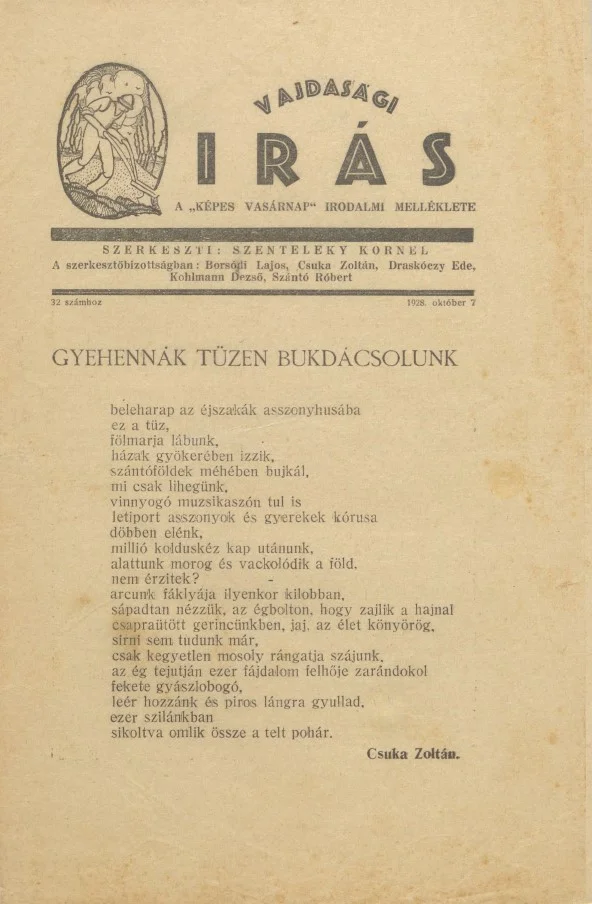 VAJDASÁGI
IRÁS
A „KÉPES VASÁRNAP" IRODALMI MELLÉKLETE
SZERKESZTI: SZENTELEKY KORNÉL
A szerkesztőbizottságban: Borsódi Lajos, Csuka Zoltán, Draskóczy Ede,
Kohlmann Dezső, Szántó Róbert
32 számhoz 1928. október 7
GYEHENNÁK TÜZEN BUKDÁCSOLUNK
beleharap az éjszakák asszonyhusába
ez a tüz,
fölmarja lábunk,
házak gyökerében izzik,
szántóföldek méhében bujkál,
mi csak lihegünk,
vinnyogó muzsikaszón tul is
letiport asszonyok és gyerekek kórusa
döbben elénk,
millió kolduskéz kap utánunk,
alattunk morog és vackolódik a föld.
nem érzitek?
arcunk fáklyája ilyenkor kilobban,
sápadtan nézzük, az égbolton, hogy zajlik a hajnal
csapraütött gerincünkben, jaj, az élet könyörög,
sirni sem tudunk már,
csak kegyetlen mosoly rángatja szájunk,
az ég tejutján ezer fájdalom felhője zarándokol
fekete gyászlobogó,
leér hozzánk és piros lángra gyullad,
ezer szilánkban
sikoltva omlik össze a telt pohár.
Csuka Zoltán.